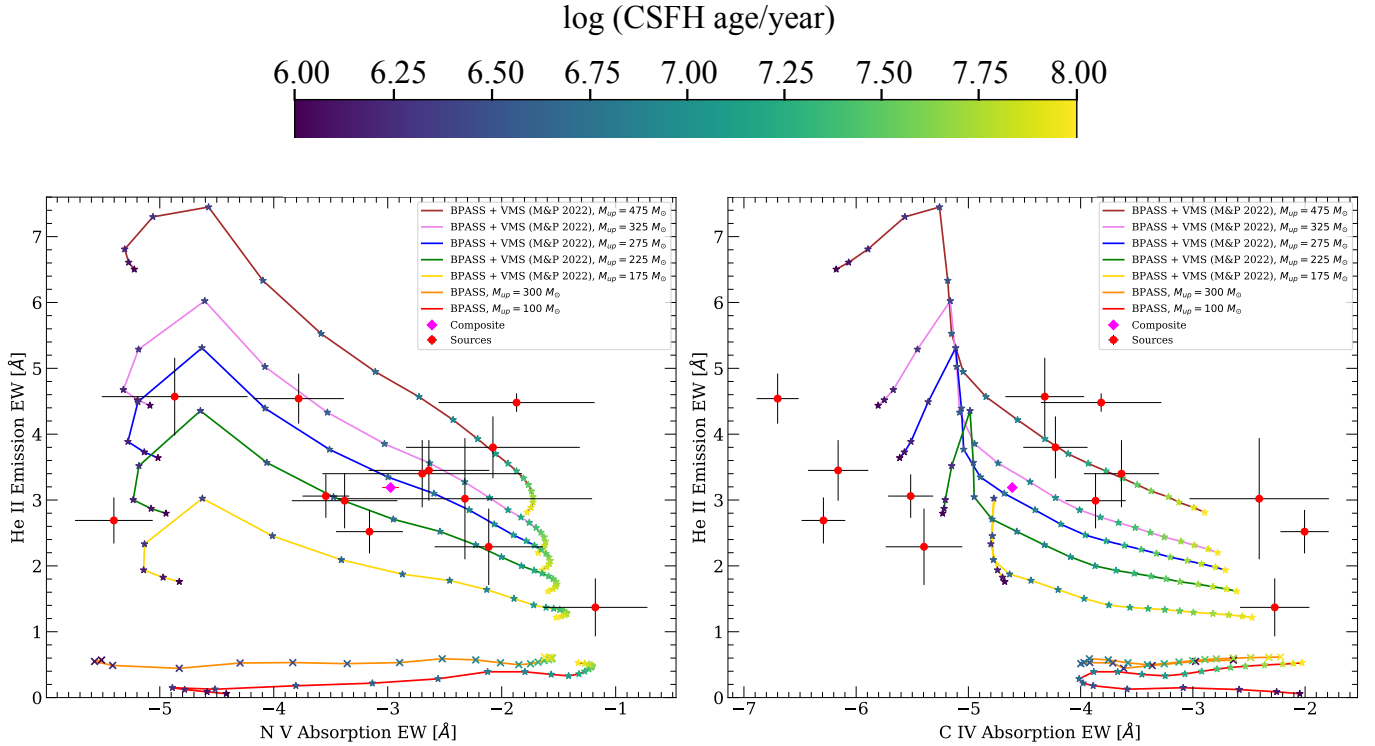 log (CSFH age/year)
6.00 6.25 6.50 6.75 7.00 7.25 7.50 7.75 8.00
BPASS + VMS (M&P 2022), M_up = 475 M_⊙
BPASS + VMS (M&P 2022), M_up = 325 M_⊙
BPASS + VMS (M&P 2022), M_up = 275 M_⊙
BPASS + VMS (M&P 2022), M_up = 225 M_⊙
BPASS + VMS (M&P 2022), M_up = 175 M_⊙
BPASS, M_up = 300 M_⊙
BPASS, M_up = 100 M_⊙
Composite
Sources
He II Emission EW [Å]
7
6
5
4
3
2
1
0
−5 −4 −3 −2 −1
N V Absorption EW [Å]
BPASS + VMS (M&P 2022), M_up = 475 M_⊙
BPASS + VMS (M&P 2022), M_up = 325 M_⊙
BPASS + VMS (M&P 2022), M_up = 275 M_⊙
BPASS + VMS (M&P 2022), M_up = 225 M_⊙
BPASS + VMS (M&P 2022), M_up = 175 M_⊙
BPASS, M_up = 300 M_⊙
BPASS, M_up = 100 M_⊙
Composite
Sources
He II Emission EW [Å]
7
6
5
4
3
2
1
0
−7 −6 −5 −4 −3 −2
C IV Absorption EW [Å]